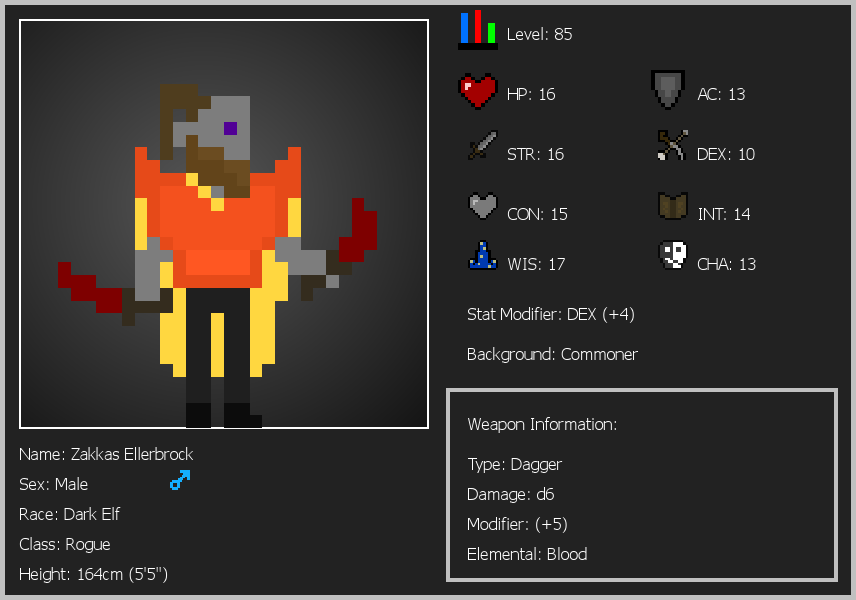 Level: 85
HP: 16
AC: 13
STR: 16
DEX: 10
CON: 15
INT: 14
WIS: 17
CHA: 13
Stat Modifier: DEX (+4)
Background: Commoner
Weapon Information:
Type: Dagger
Damage: d6
Modifier: (+5)
Elemental: Blood
Name: Zakkas Ellerbrock
Sex: Male
Race: Dark Elf
Class: Rogue
Height: 164cm (5'5")